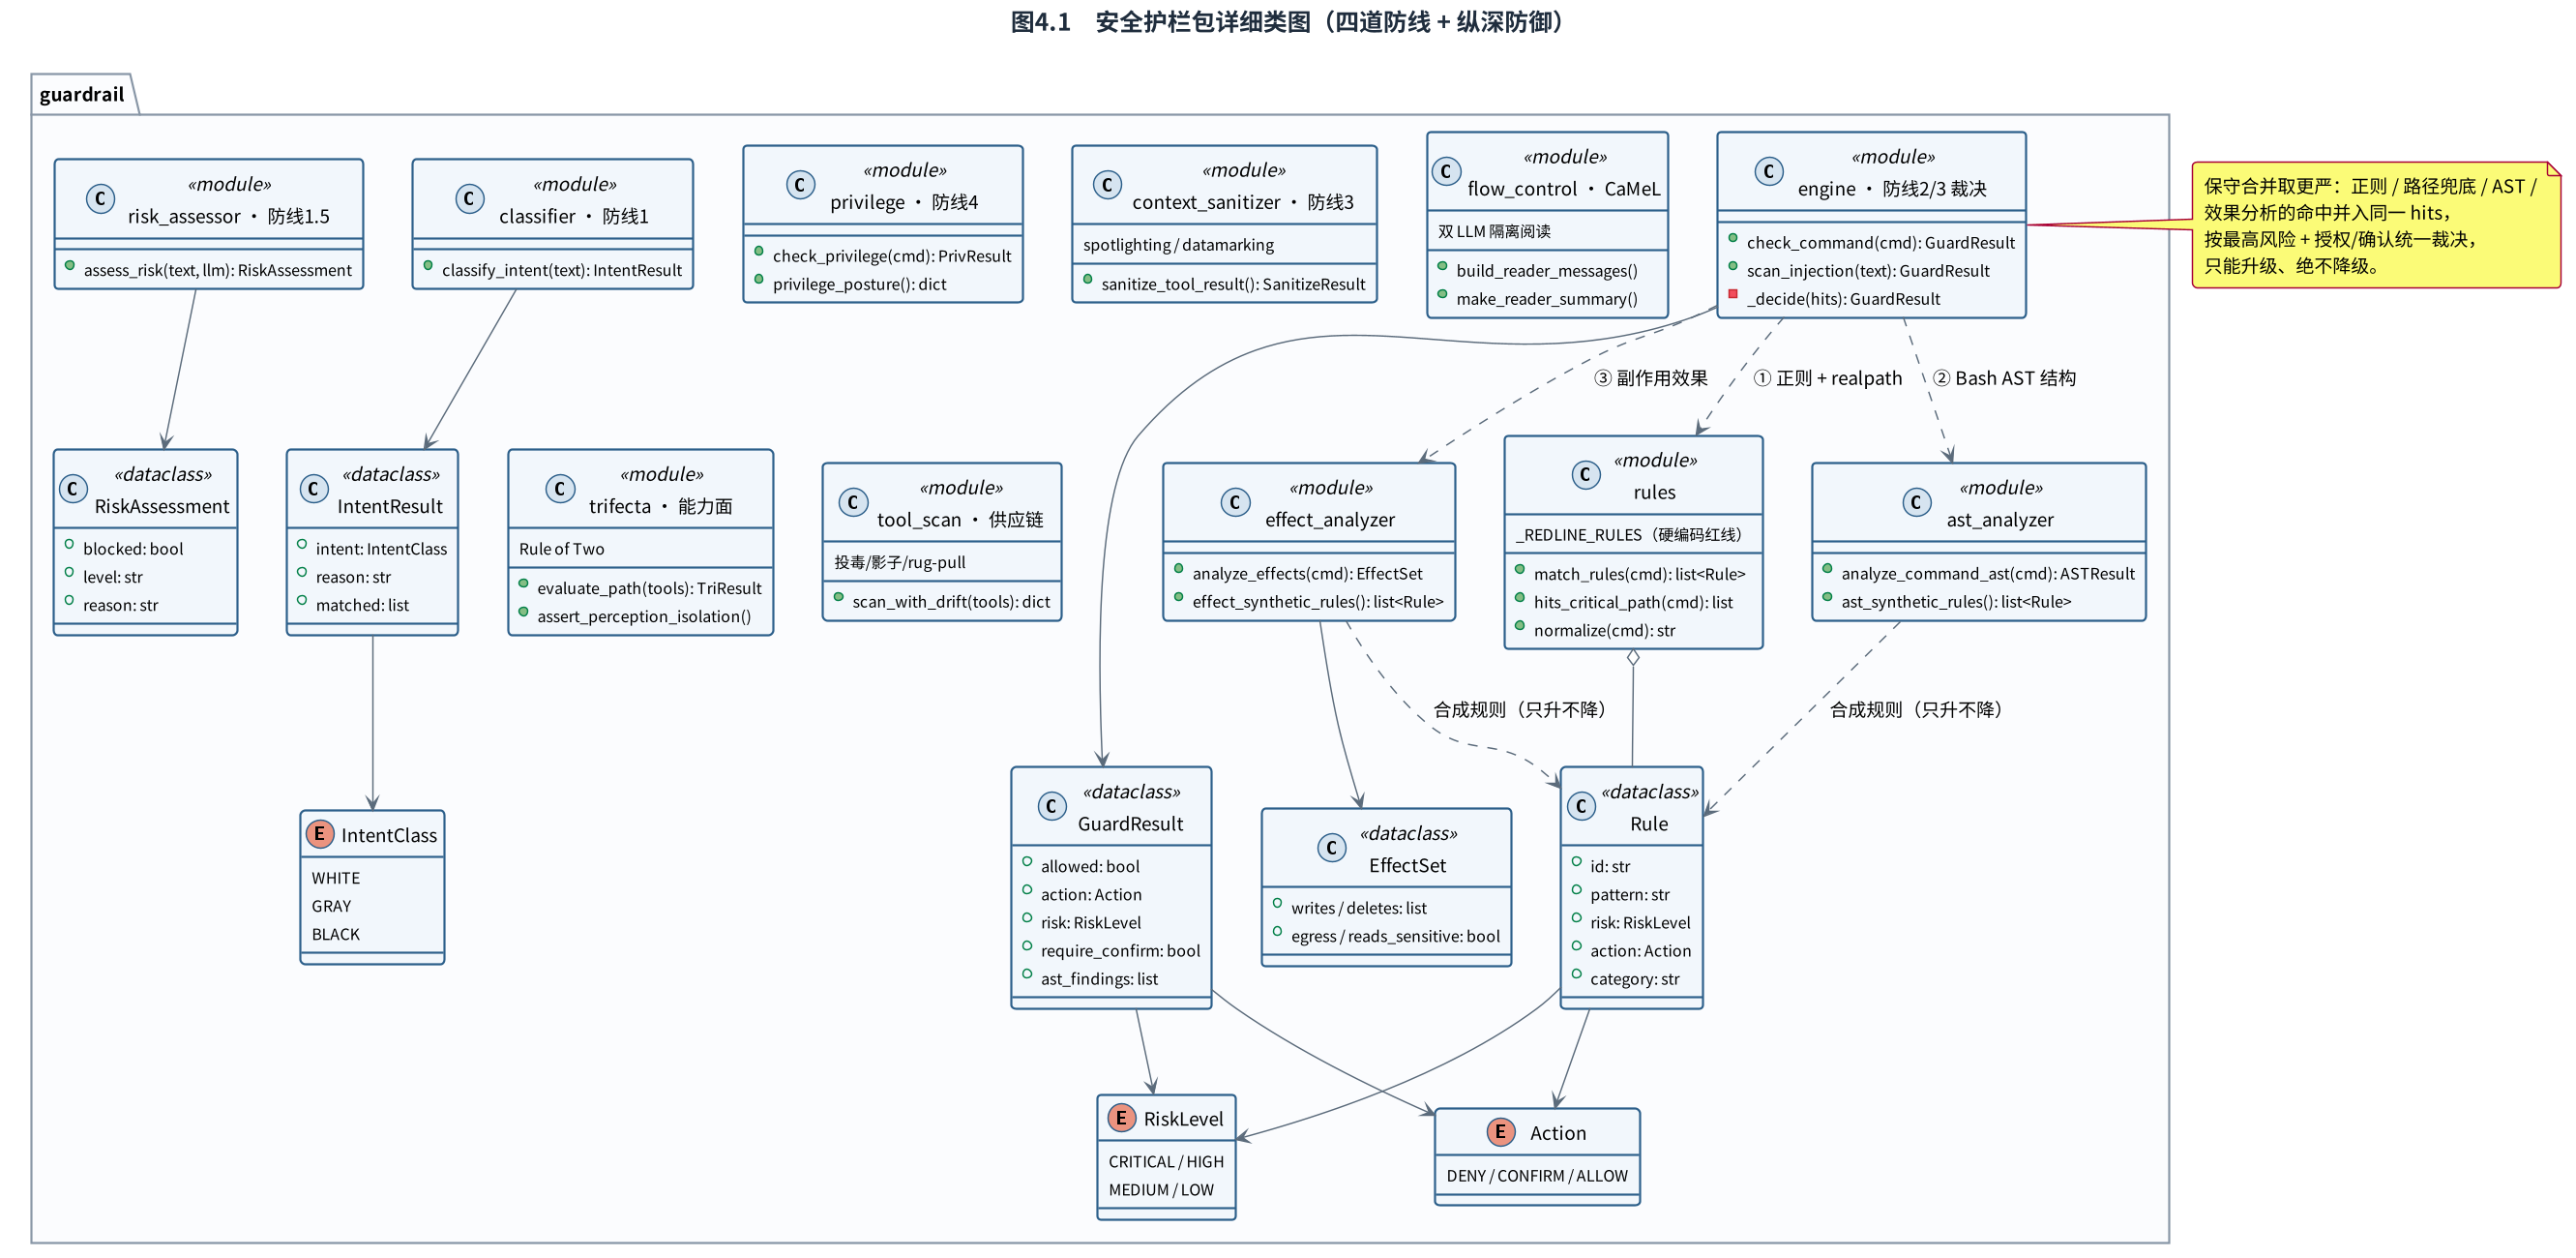 图4.1 安全护栏包详细类图（四道防线 + 纵深防御）
guardrail
«module»
risk_assessor · 防线1.5
assess_risk(text, llm): RiskAssessment
«module»
classifier · 防线1
classify_intent(text): IntentResult
«module»
privilege · 防线4
check_privilege(cmd): PrivResult
privilege_posture(): dict
«module»
context_sanitizer · 防线3
spotlighting / datamarking
sanitize_tool_result(): SanitizeResult
«module»
flow_control · CaMeL
双 LLM 隔离阅读
build_reader_messages()
make_reader_summary()
«module»
engine · 防线2/3 裁决
check_command(cmd): GuardResult
scan_injection(text): GuardResult
_decide(hits): GuardResult
保守合并取更严：正则 / 路径兜底 / AST /
效果分析的命中并入同一 hits，
按最高风险 + 授权/确认统一裁决，
只能升级、绝不降级。
③ 副作用效果
① 正则 + realpath
② Bash AST 结构
«dataclass»
RiskAssessment
blocked: bool
level: str
reason: str
«dataclass»
IntentResult
intent: IntentClass
reason: str
matched: list
«module»
trifecta · 能力面
Rule of Two
evaluate_path(tools): TriResult
assert_perception_isolation()
«module»
tool_scan · 供应链
投毒/影子/rug-pull
scan_with_drift(tools): dict
«module»
effect_analyzer
analyze_effects(cmd): EffectSet
effect_synthetic_rules(): list<Rule>
«module»
rules
_REDLINE_RULES（硬编码红线）
match_rules(cmd): list<Rule>
hits_critical_path(cmd): list
normalize(cmd): str
«module»
ast_analyzer
analyze_command_ast(cmd): ASTResult
ast_synthetic_rules(): list<Rule>
合成规则（只升不降）
合成规则（只升不降）
IntentClass
WHITE
GRAY
BLACK
«dataclass»
GuardResult
allowed: bool
action: Action
risk: RiskLevel
require_confirm: bool
ast_findings: list
«dataclass»
EffectSet
writes / deletes: list
egress / reads_sensitive: bool
«dataclass»
Rule
id: str
pattern: str
risk: RiskLevel
action: Action
category: str
RiskLevel
CRITICAL / HIGH
MEDIUM / LOW
Action
DENY / CONFIRM / ALLOW